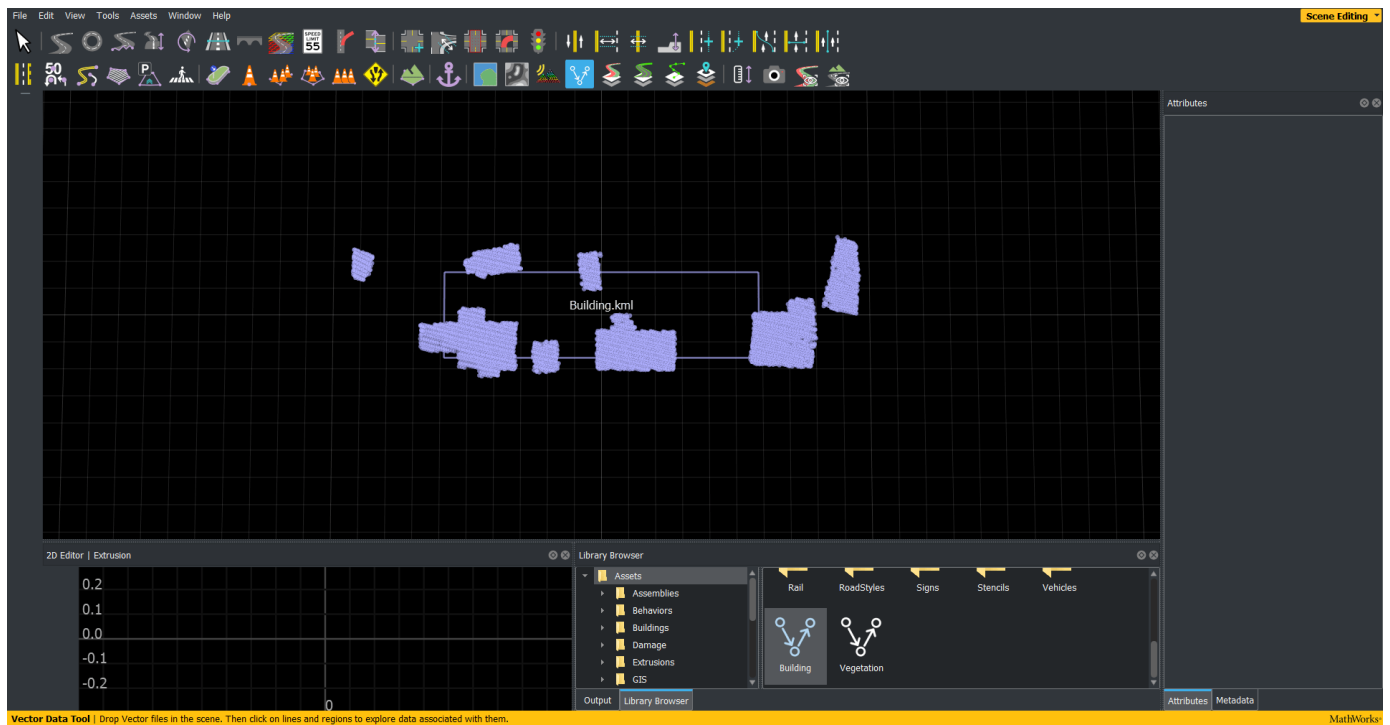 File Edit View Tools Assets Window Help
Scene Editing
SPEED LIMIT 55
50
P
Attributes
Building.kml
2D Editor | Extrusion
Library Browser
0.2
0.1
0.0
-0.1
-0.2
0
Assets
Assemblies
Behaviors
Buildings
Damage
Extrusions
GIS
Rail RoadStyles Signs Stencils Vehicles
Building Vegetation
Output Library Browser
Attributes Metadata
Vector Data Tool | Drop Vector files in the scene. Then click on lines and regions to explore data associated with them.
MathWorks